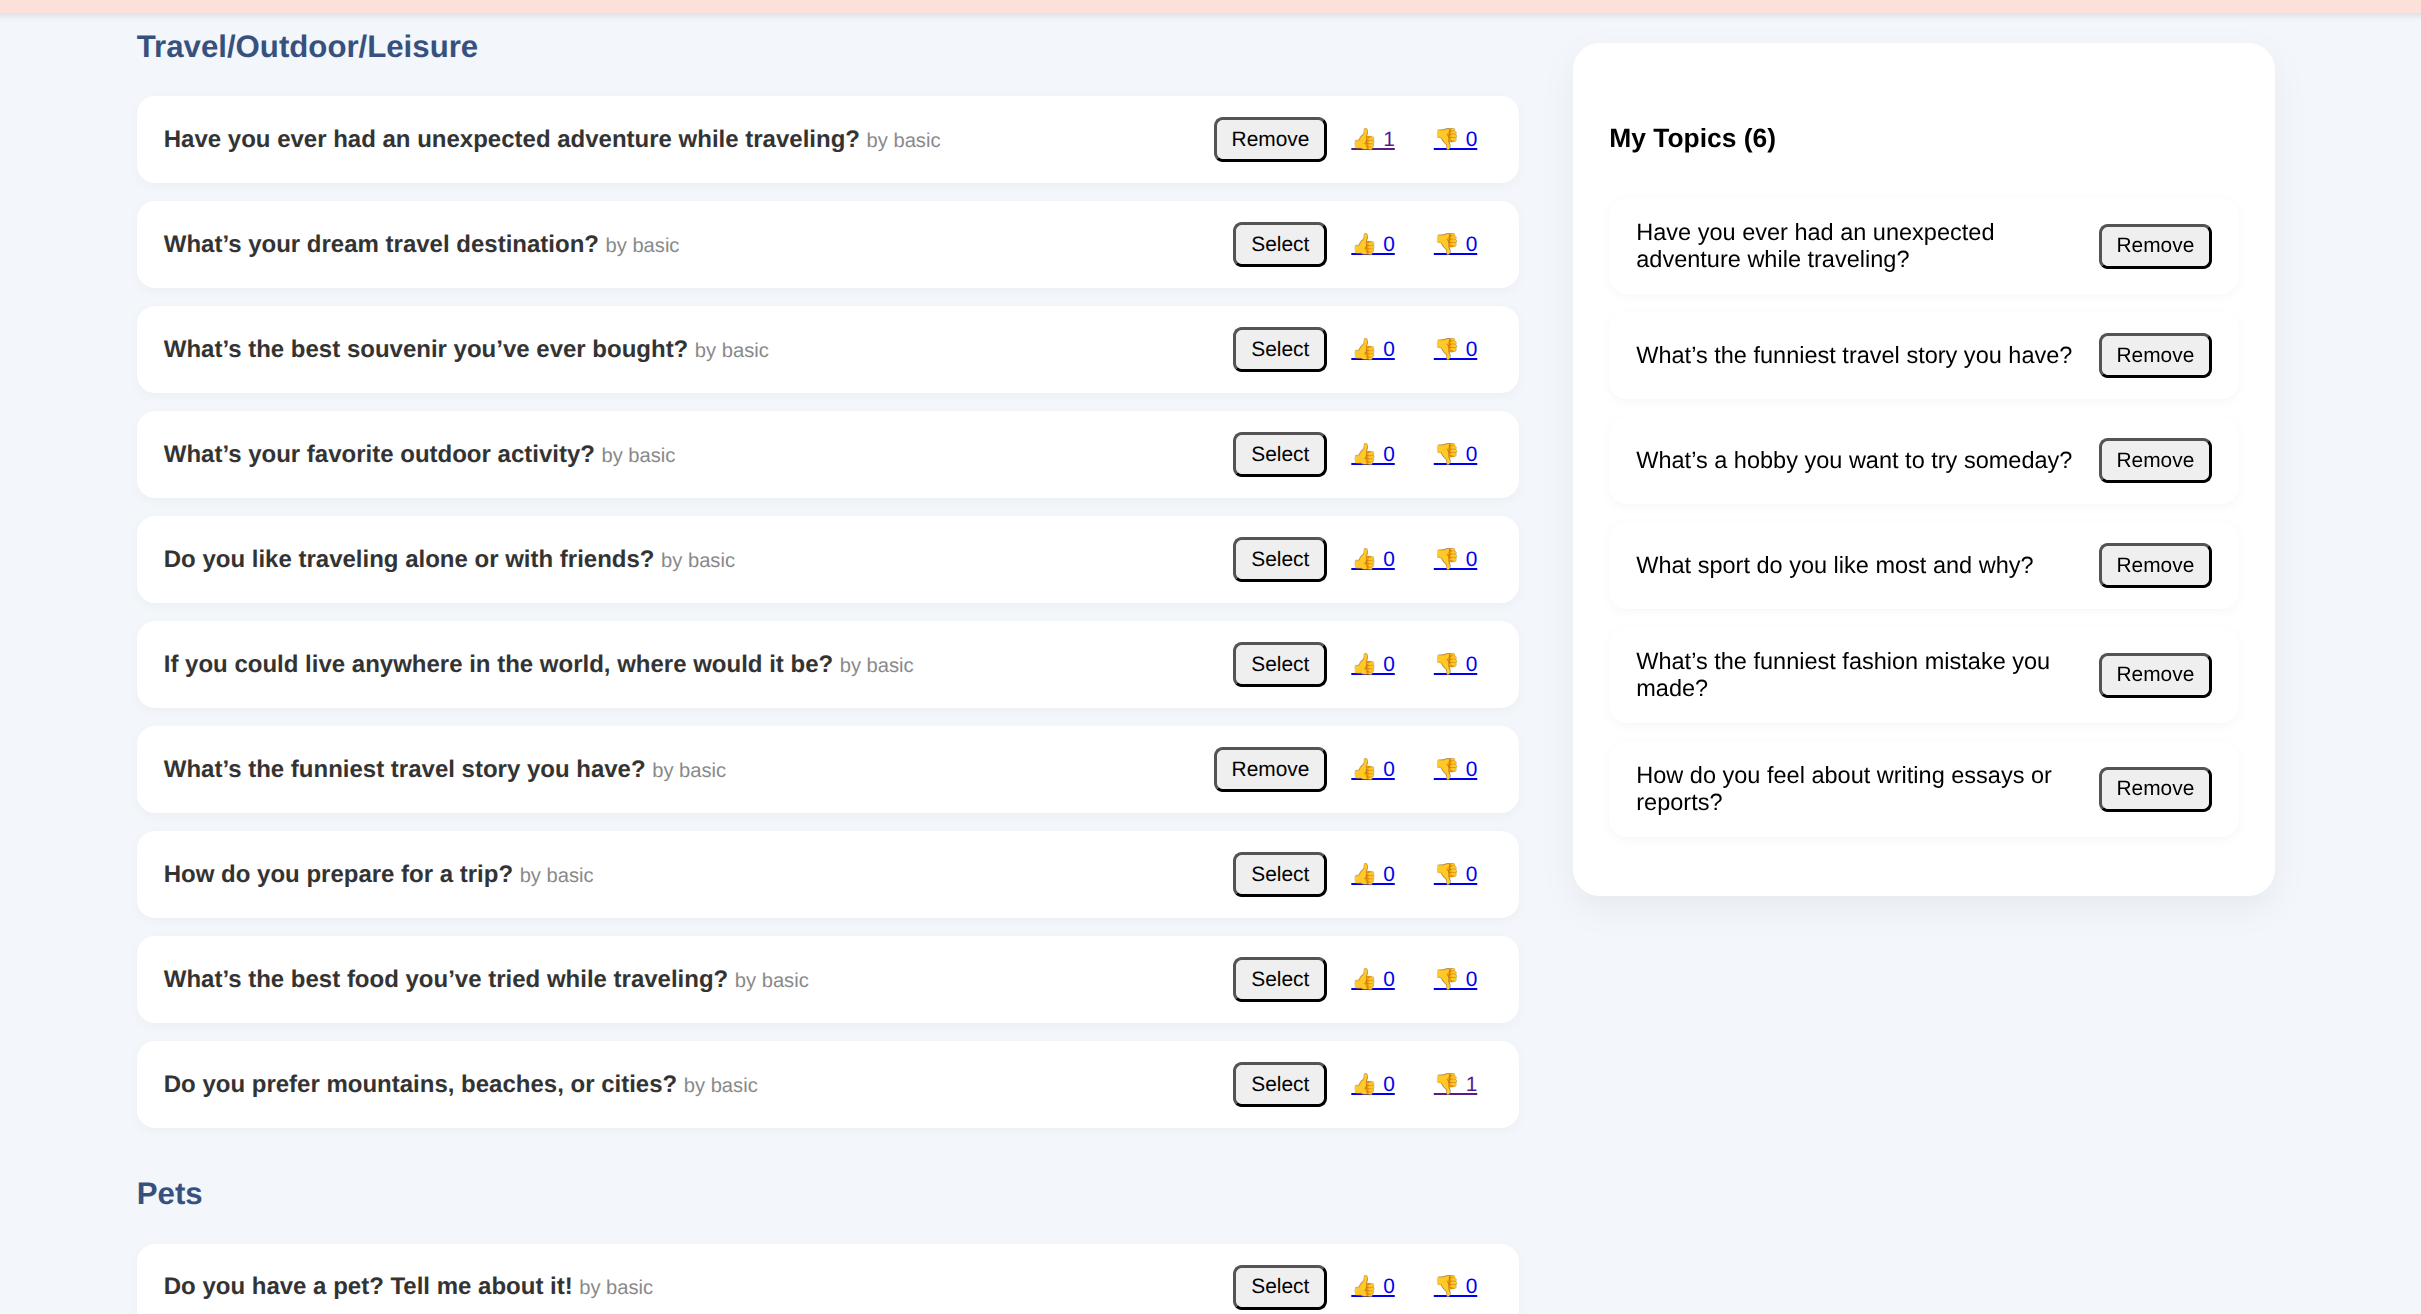 Travel/Outdoor/Leisure
Have you ever had an unexpected adventure while traveling? by basic Remove 👍 1 👎 0
What’s your dream travel destination? by basic Select 👍 0 👎 0
What’s the best souvenir you’ve ever bought? by basic Select 👍 0 👎 0
What’s your favorite outdoor activity? by basic Select 👍 0 👎 0
Do you like traveling alone or with friends? by basic Select 👍 0 👎 0
If you could live anywhere in the world, where would it be? by basic Select 👍 0 👎 0
What’s the funniest travel story you have? by basic Remove 👍 0 👎 0
How do you prepare for a trip? by basic Select 👍 0 👎 0
What’s the best food you’ve tried while traveling? by basic Select 👍 0 👎 0
Do you prefer mountains, beaches, or cities? by basic Select 👍 0 👎 1
Pets
Do you have a pet? Tell me about it! by basic Select 👍 0 👎 0
My Topics (6)
Have you ever had an unexpected
adventure while traveling?
Remove
What’s the funniest travel story you have? Remove
What’s a hobby you want to try someday? Remove
What sport do you like most and why? Remove
What’s the funniest fashion mistake you
made?
Remove
How do you feel about writing essays or
reports?
Remove